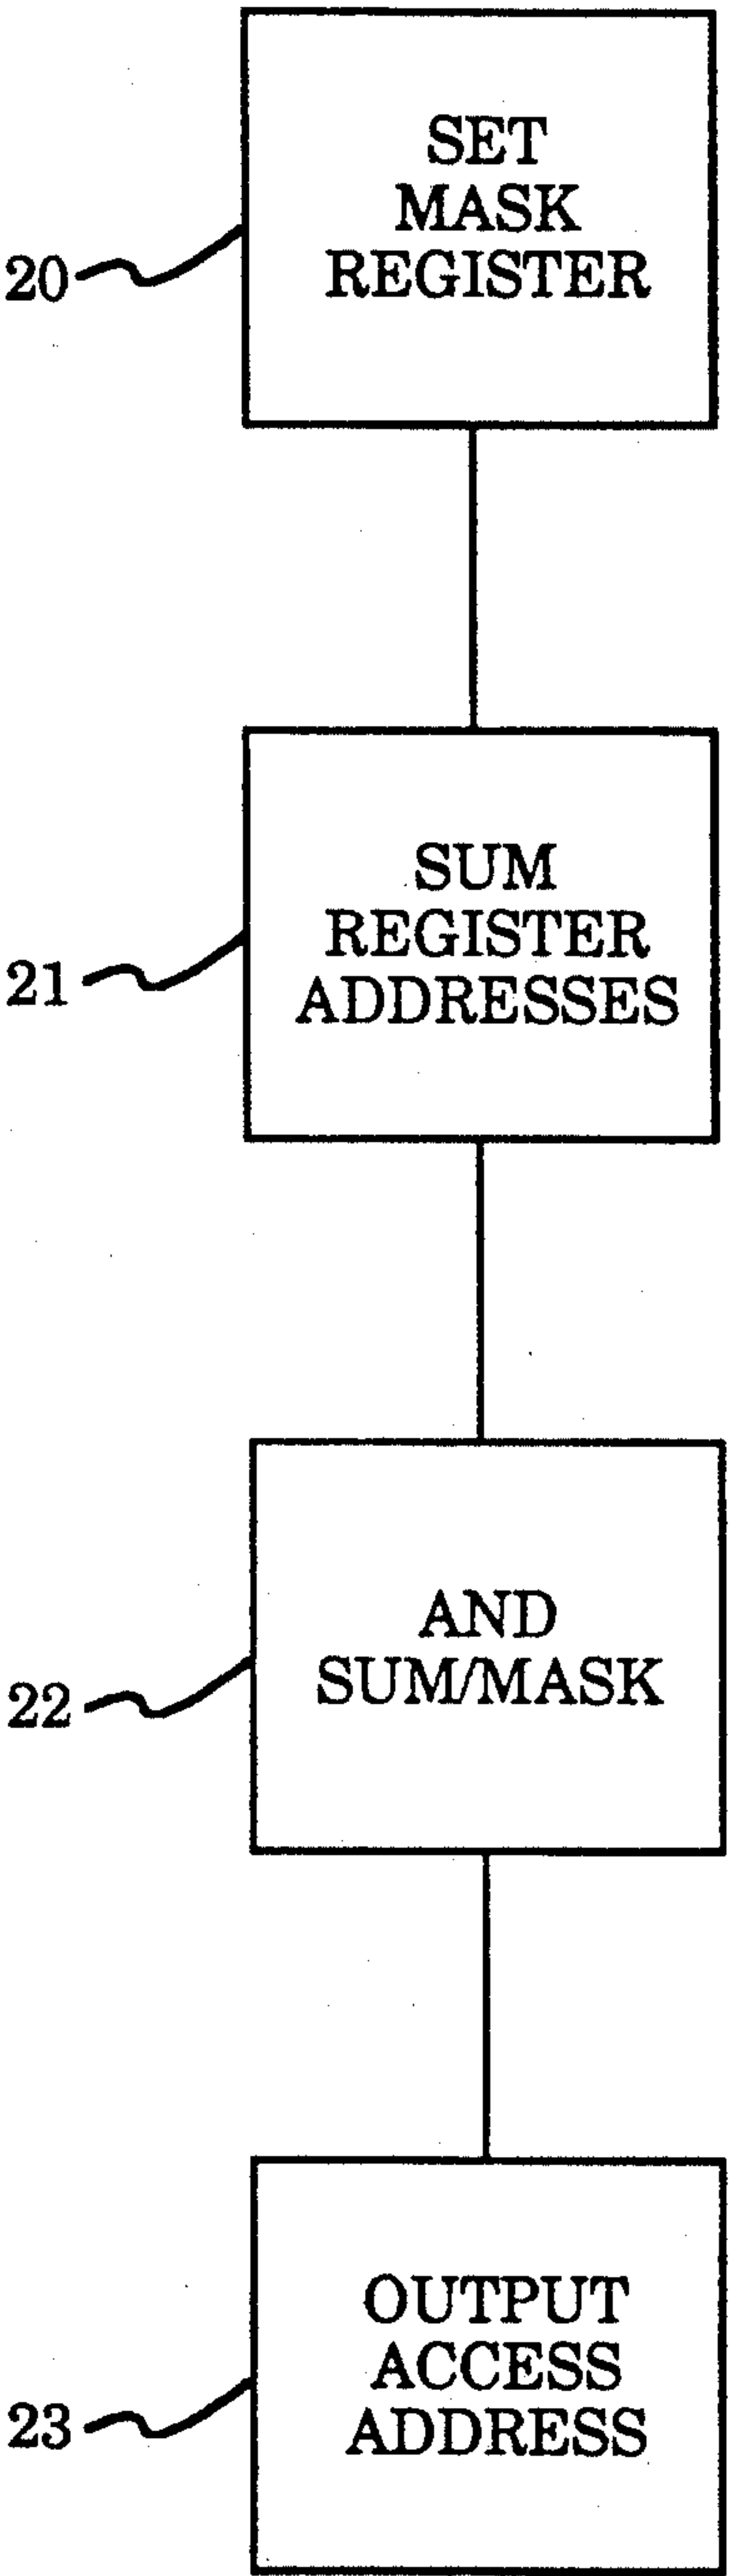 SET
MASK
REGISTER
20
SUM
REGISTER
ADDRESSES
21
AND
SUM/MASK
22
OUTPUT
ACCESS
ADDRESS
23